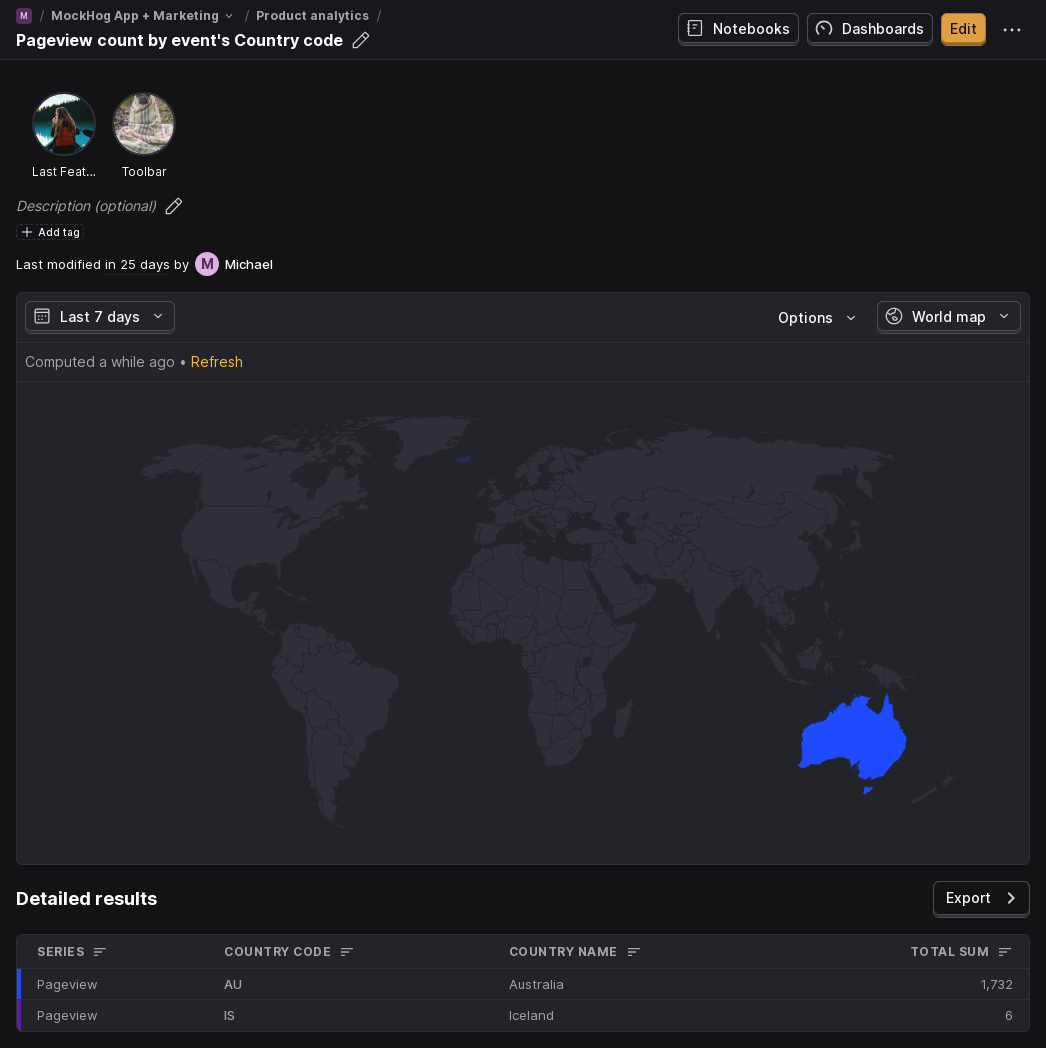 M / MockHog App + Marketing / Product analytics /
Pageview count by event's Country code
Notebooks
Dashboards
Edit
Last Feat...
Toolbar
Description (optional)
Add tag
Last modified in 25 days by M Michael
Last 7 days
Options
World map
Computed a while ago • Refresh
Detailed results
Export
SERIES COUNTRY CODE COUNTRY NAME TOTAL SUM
Pageview AU Australia 1,732
Pageview IS Iceland 6